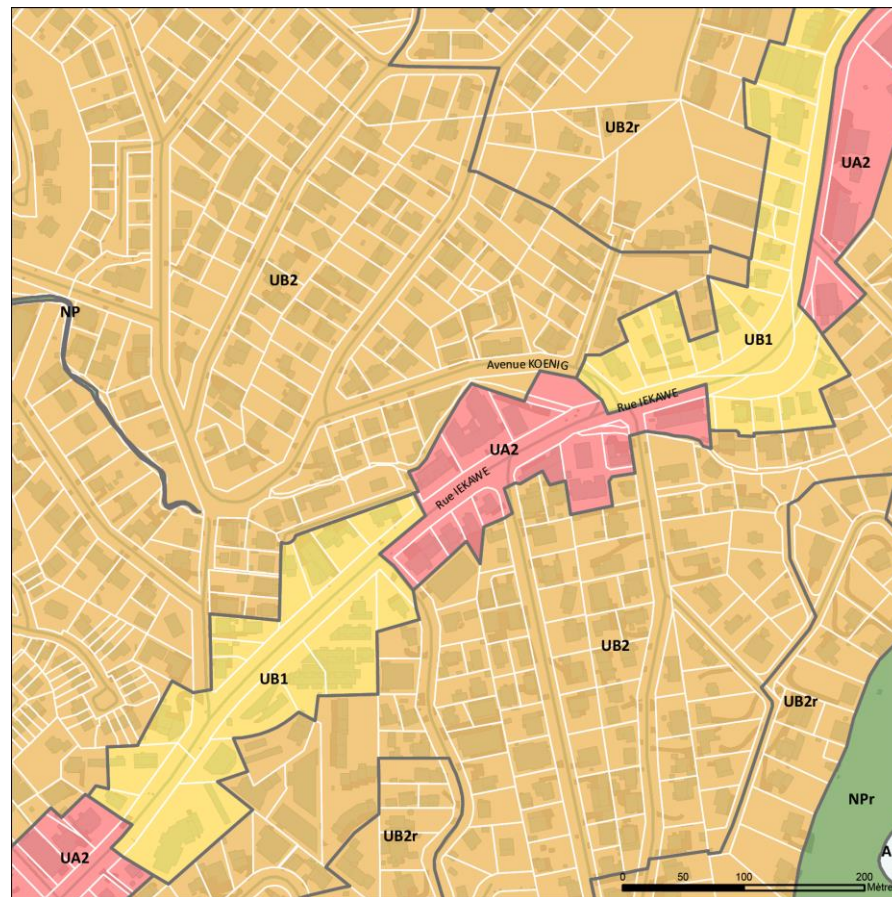 UB2r
UA2
UB2
NP
UB1
Avenue KOENIG
Rue IEKAWE
UA2
Rue IEKAWE
UB2
UB1
UB2r
NPr
UB2r
A
UA2
0 50 100 200
Mètre